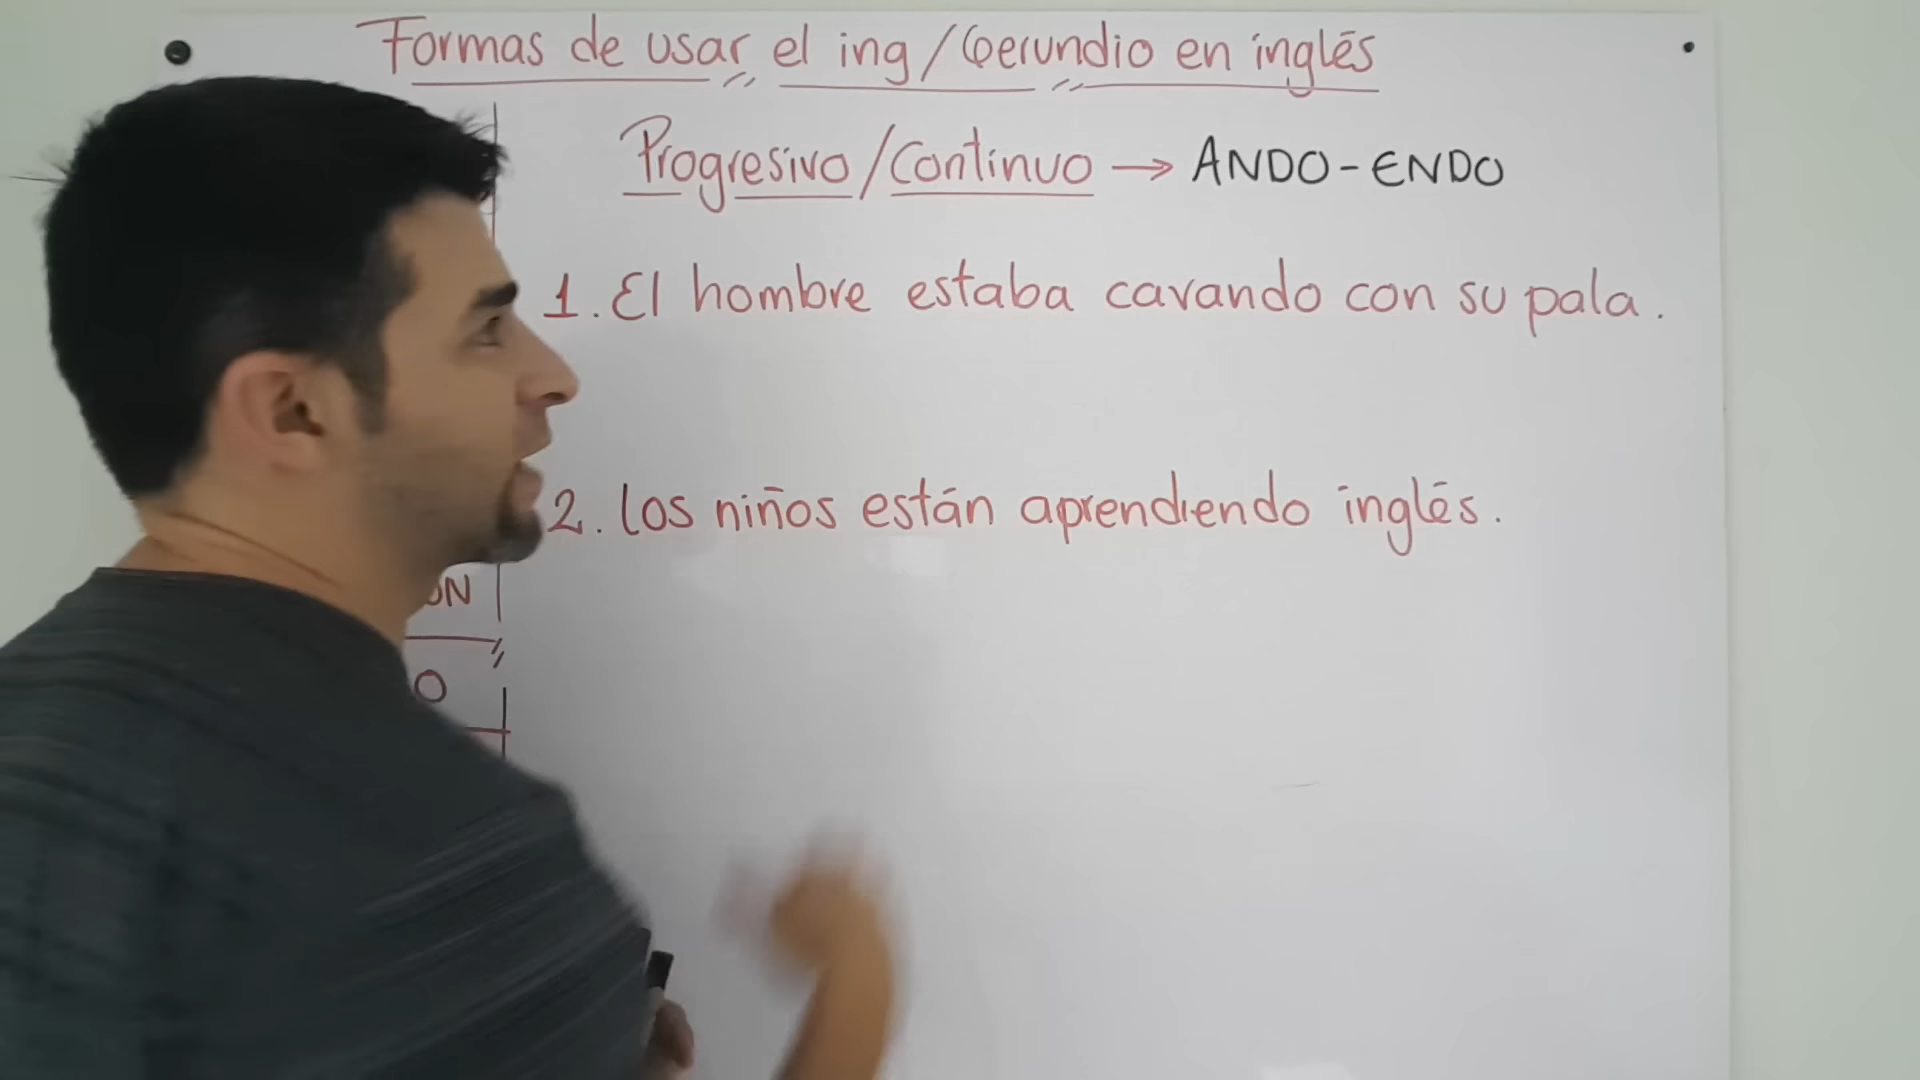 Formas de usar el ing / Gerundio en inglés
Progresivo / Continuo → ANDO - ENDO
1. El hombre estaba cavando con su pala.
2. Los niños están aprendiendo inglés.